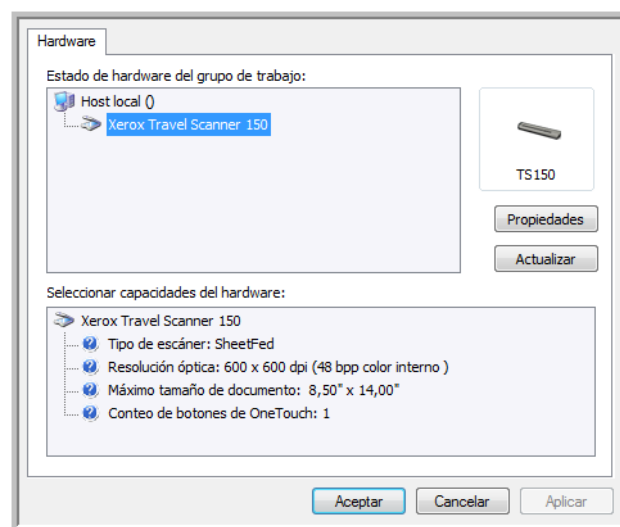 Hardware
Estado de hardware del grupo de trabajo:
Host local ()
Xerox Travel Scanner 150
TS150
Propiedades
Actualizar
Seleccionar capacidades del hardware:
Xerox Travel Scanner 150
Tipo de escáner: SheetFed
Resolución óptica: 600 x 600 dpi (48 bpp color interno )
Máximo tamaño de documento: 8,50" x 14,00"
Conteo de botones de OneTouch: 1
Aceptar
Cancelar
Aplicar